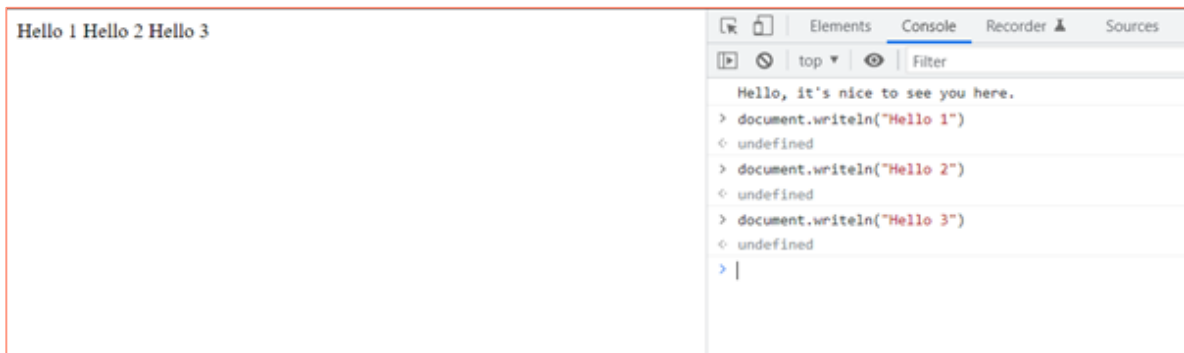 Hello 1 Hello 2 Hello 3
Elements Console Recorder Sources
top ▼ Filter
Hello, it's nice to see you here.
> document.writeln("Hello 1")
< undefined
> document.writeln("Hello 2")
< undefined
> document.writeln("Hello 3")
< undefined
>